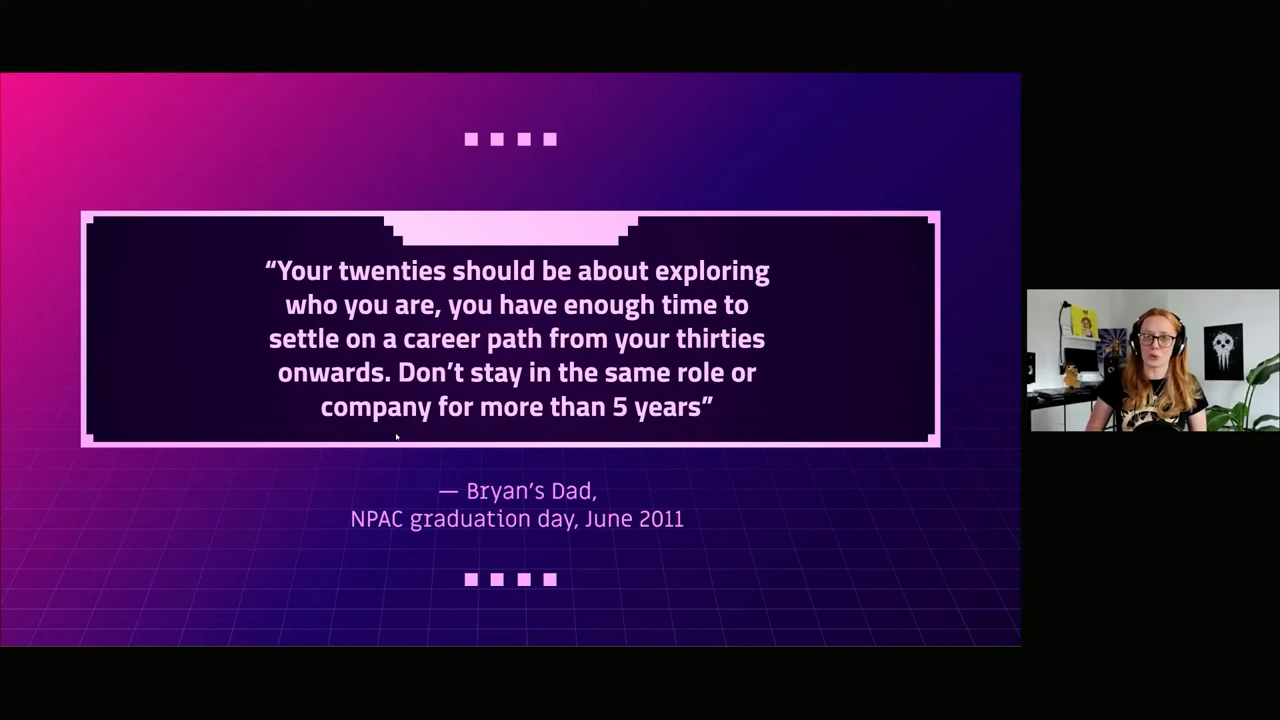 “Your twenties should be about exploring
who you are, you have enough time to
settle on a career path from your thirties
onwards. Don’t stay in the same role or
company for more than 5 years”
— Bryan’s Dad,
NPAC graduation day, June 2011